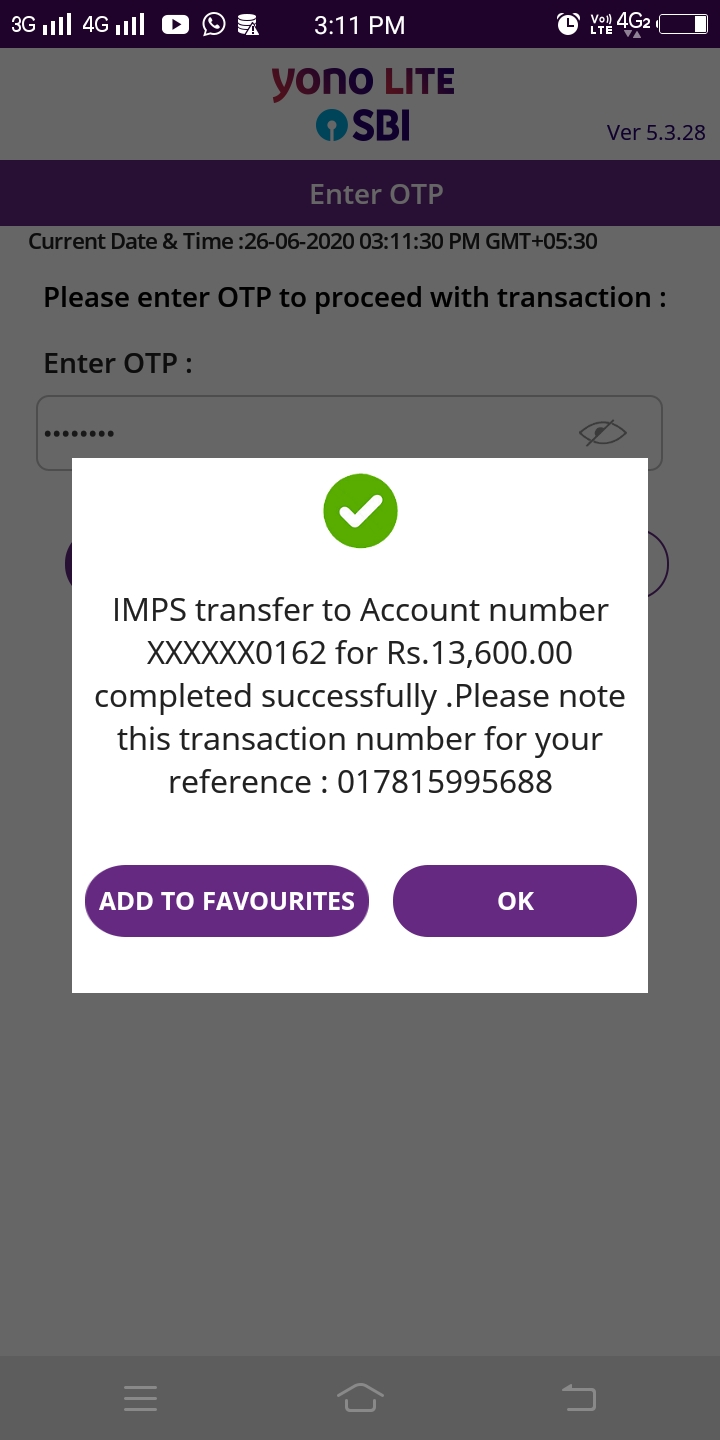 3G 4G 3:11 PM Vo)) LTE 4G2
yono LITE
SBI
Ver 5.3.28
Enter OTP
Current Date & Time :26-06-2020 03:11:30 PM GMT+05:30
Please enter OTP to proceed with transaction :
Enter OTP :
••••••••
IMPS transfer to Account number
XXXXXX0162 for Rs.13,600.00
completed successfully .Please note
this transaction number for your
reference : 017815995688
ADD TO FAVOURITES OK